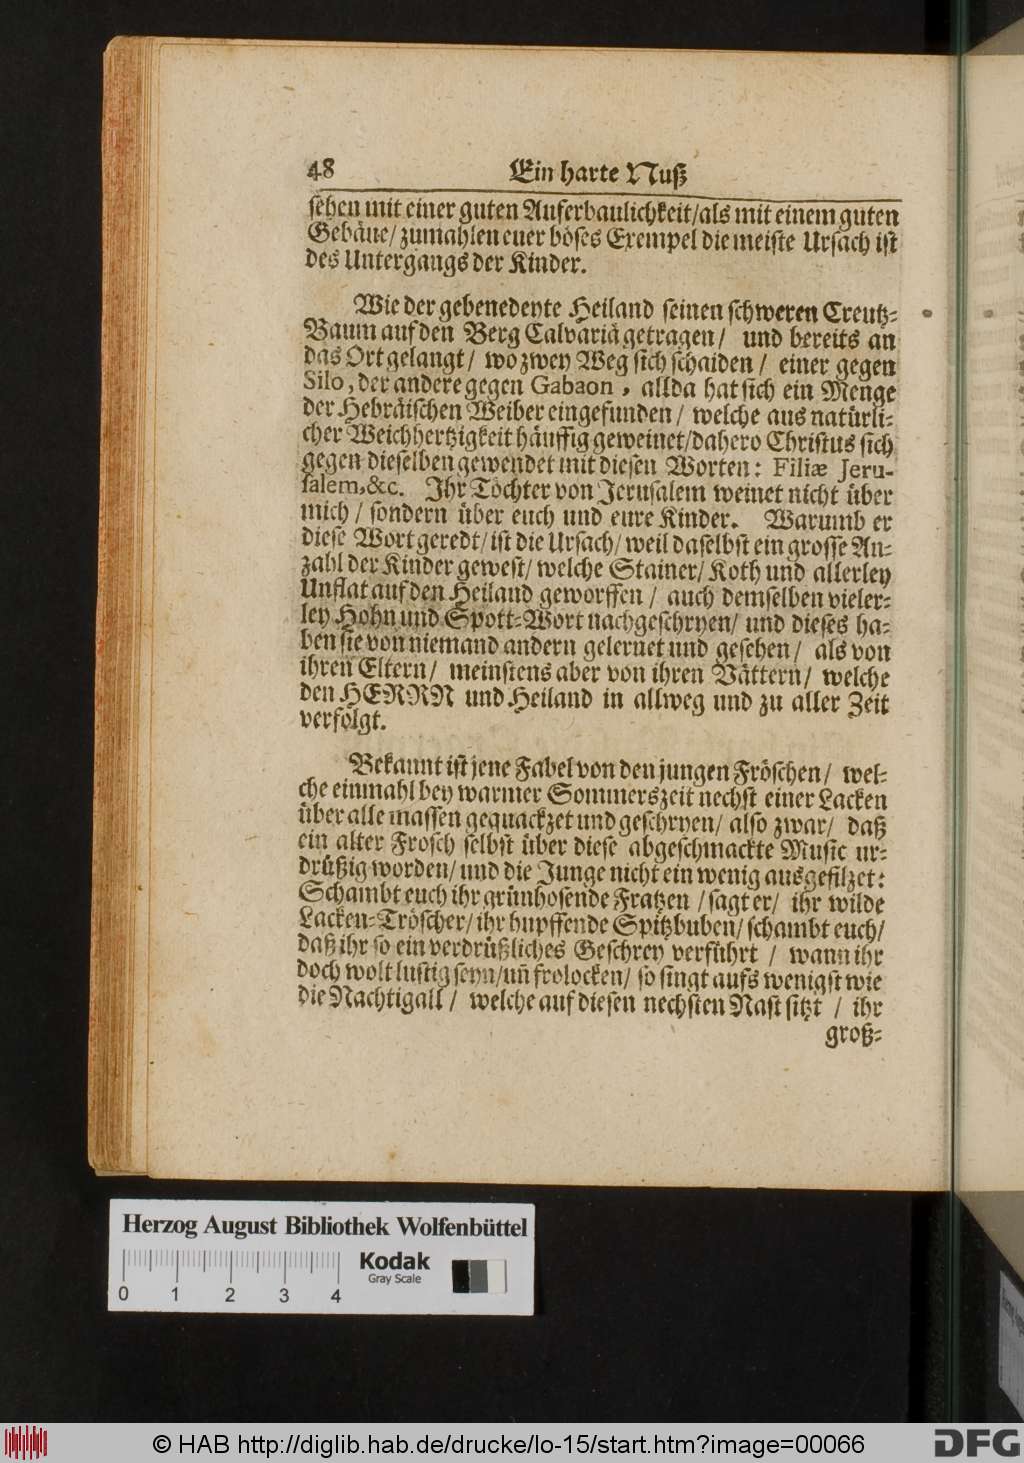 48 Ein harte Nuß
sehen mit einer guten Auferbaulichkeit/als mit einem guten
Gebäue/ zumahlen euer böses Exempel die meiste Ursach ist
des Untergangs der Kinder.
Wie der gebenedeyte Heiland seinen schweren Creutz-
Baum auf den Berg Calvariä getragen/ und bereits an
das Ort gelangt/ wo zwey Weg sich schaiden/ einer gegen
Silo, der andere gegen Gabaon, allda hat sich ein Menge
der Hebräischen Weiber eingefunden/ welche aus natürli-
cher Weichhertzigkeit häuffig geweinet/dahero Christus sich
gegen dieselben gewendet mit diesen Worten: Filiæ Jeru-
salem,&c. Ihr Töchter von Jerusalem weinet nicht über
mich/ sondern über euch und eure Kinder. Warumb er
diese Wort geredt/ ist die Ursach/ weil daselbst ein grosse An-
zahl der Kinder gewest/ welche Stainer/ Koth und allerley
Unflat auf den Heiland geworffen/ auch demselben vieler-
ley Hohn und Spott-Wort nachgeschryen/ und dieses ha-
ben sie von niemand andern gelernet und gesehen/ als von
ihren Eltern/ meinstens aber von ihren Vättern/ welche
den HERRN und Heiland in allweg und zu aller Zeit
verfolgt.
Bekannt ist jene Fabel von den jungen Fröschen/ wel-
che einmahl bey warmer Sommerszeit nechst einer Lacken
über alle massen gequackzet und geschryen/ also zwar/ daß
ein alter Frosch selbst über diese abgeschmackte Music ur-
drüßig worden/ und die Junge nicht ein wenig ausgefilzet:
Schambt euch ihr grünhosende Fratzen/sagt er/ ihr wilde
Lacken-Tröscher/ ihr hupffende Spitzbuben/ schambt euch/
daß ihr so ein verdrüßliches Geschrey verführt/ wann ihr
doch wolt lustig seyn/uñ frolocken/ so singt aufs wenigst wie
die Nachtigall/ welche auf diesen nechsten Nast sitzt/ ihr
groß-
Herzog August Bibliothek Wolfenbüttel
Kodak
Gray Scale
0 1 2 3 4
© HAB http://diglib.hab.de/drucke/lo-15/start.htm?image=00066
DFG